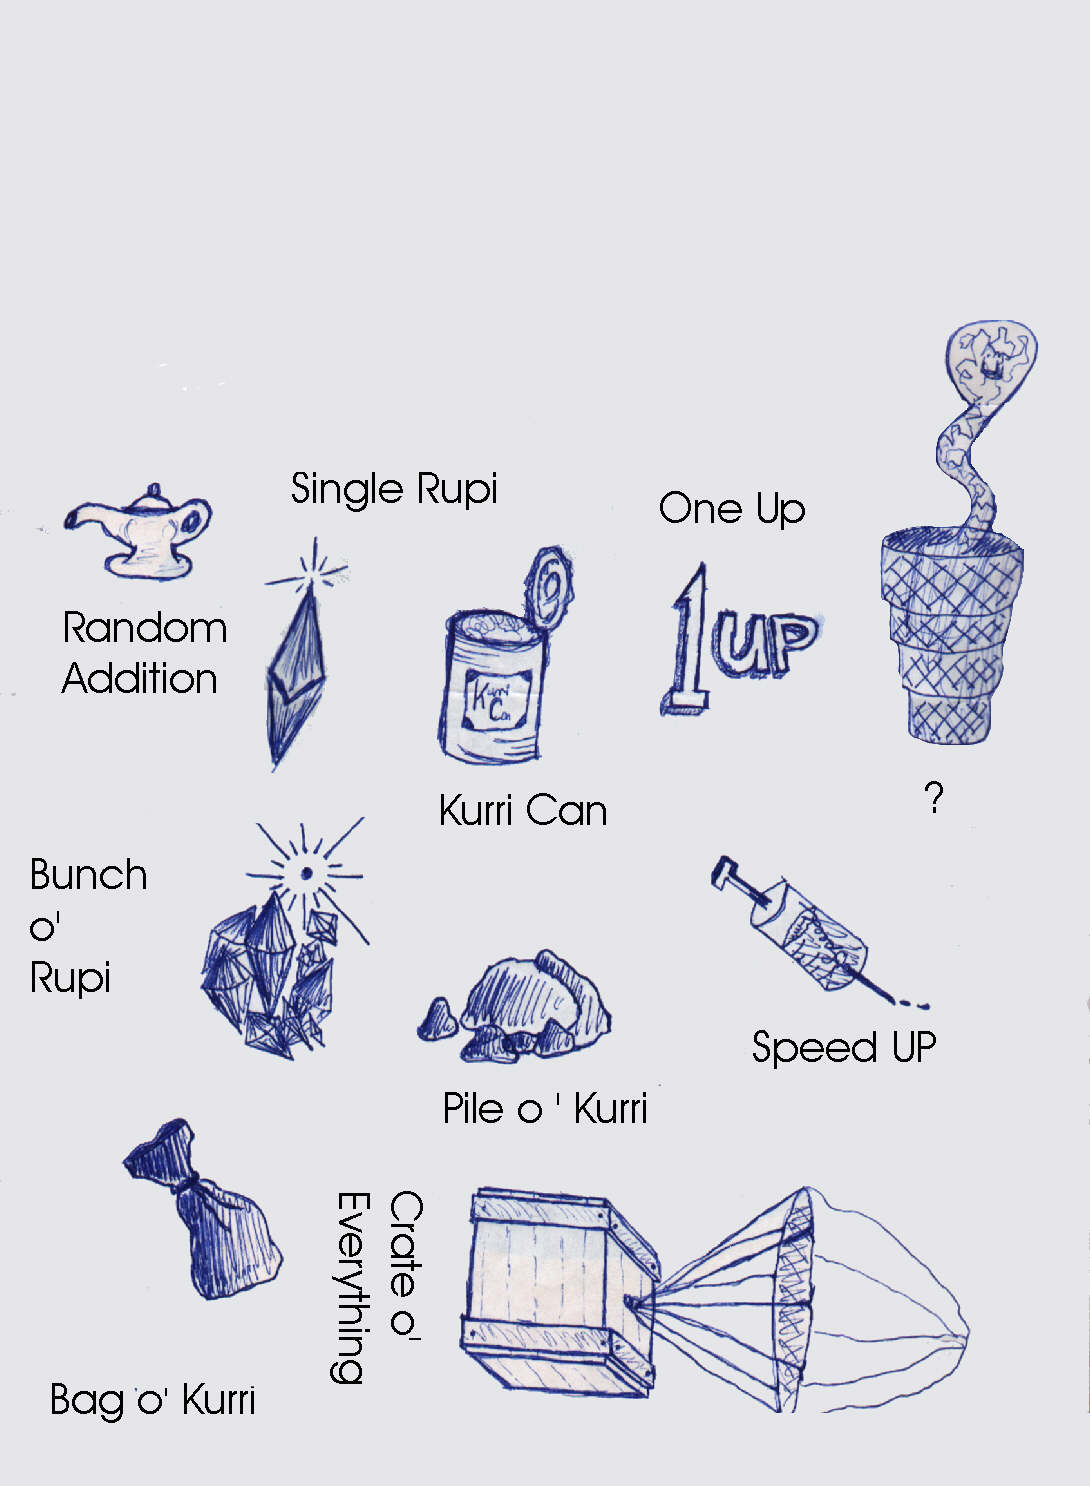 Single Rupi
One Up
Random
Addition
1UP
Kurri
Can
Kurri Can
?
Bunch
o'
Rupi
Speed
Speed UP
Pile o ' Kurri
Crate o'
Everything
Bag o' Kurri